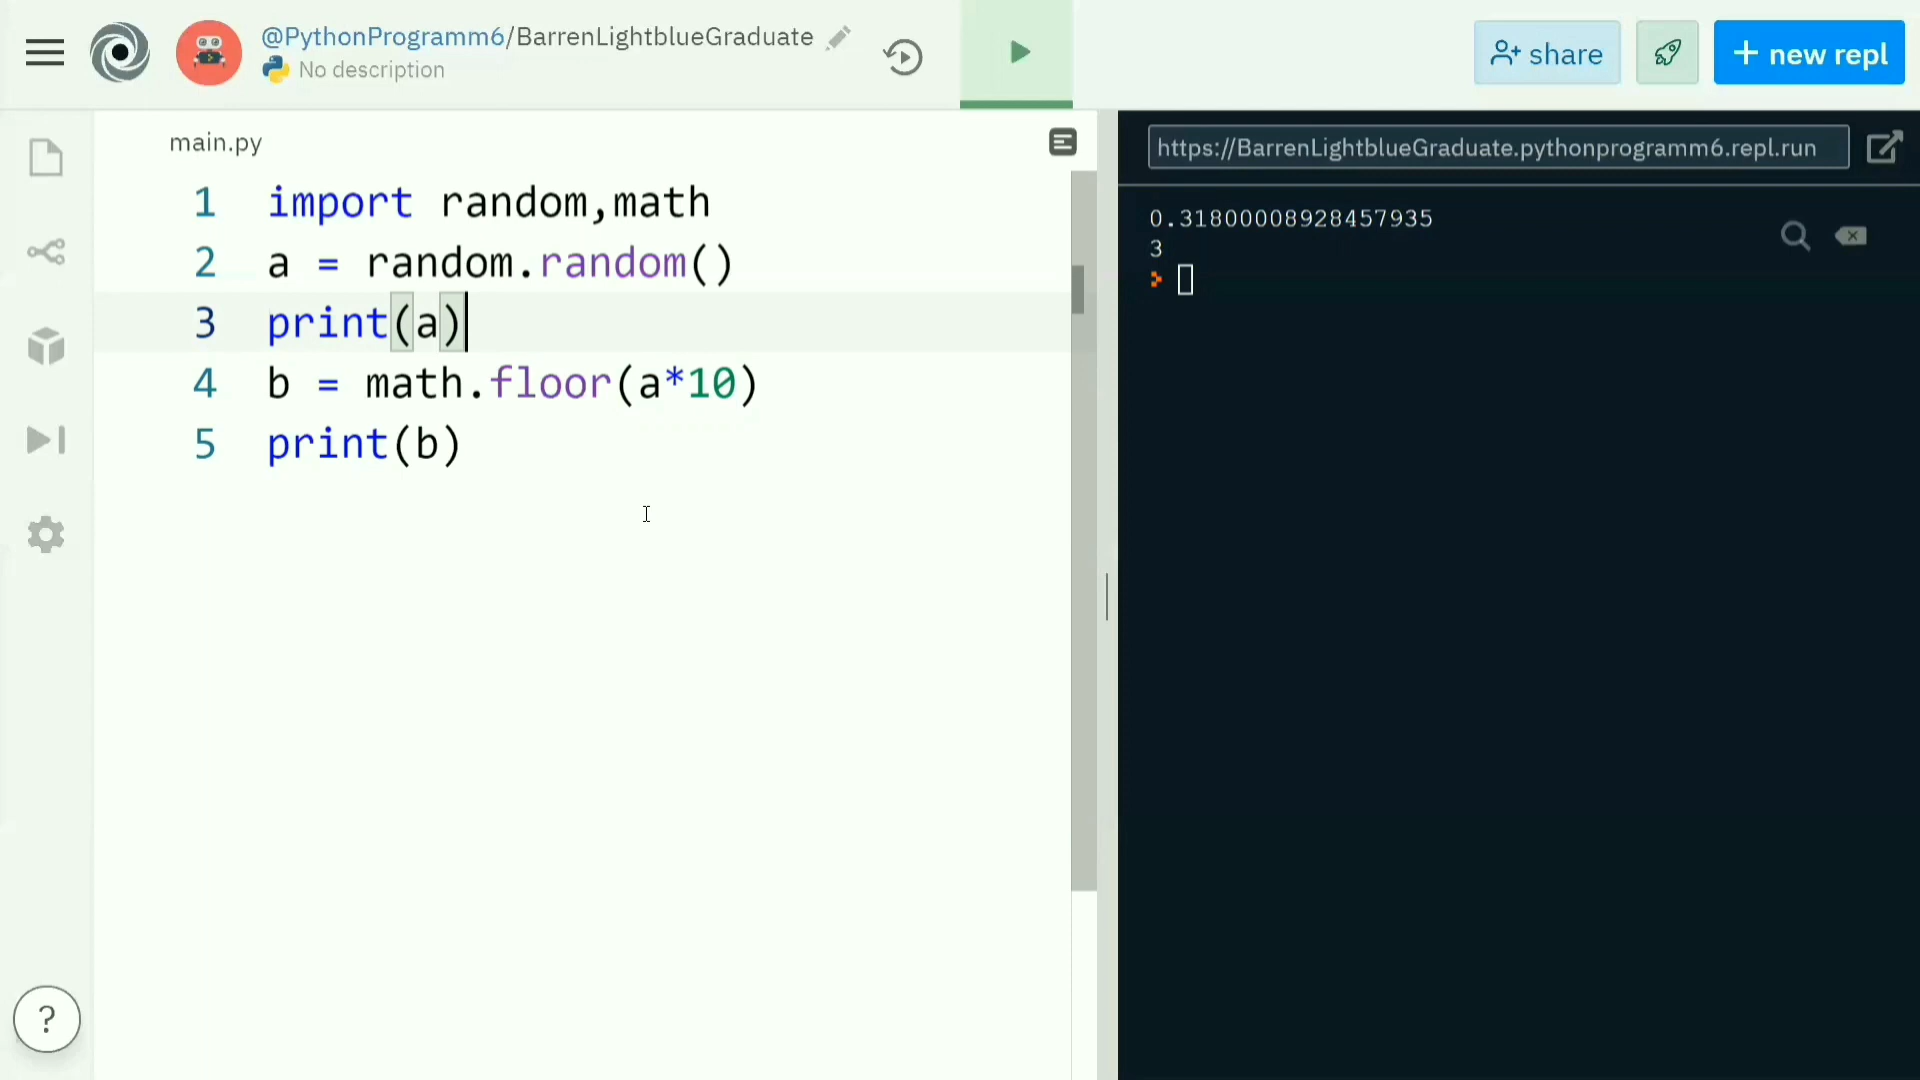 @PythonProgramm6/BarrenLightblueGraduate
No description
share
+ new repl
main.py
1 import random,math
2 a = random.random()
3 print(a)
4 b = math.floor(a*10)
5 print(b)
?
https://BarrenLightblueGraduate.pythonprogramm6.repl.run
0.31800008928457935
3